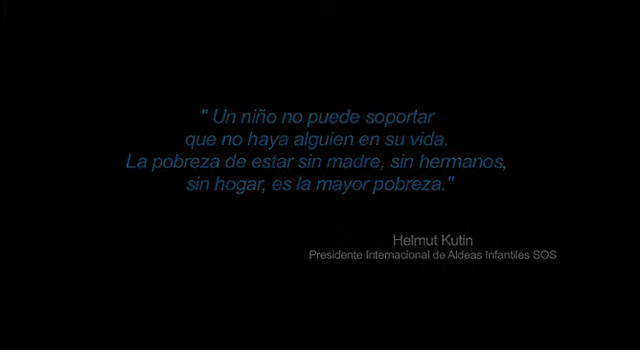 " Un niño no puede soportar
que no haya alguien en su vida.
La pobreza de estar sin madre, sin hermanos,
sin hogar, es la mayor pobreza."
Helmut Kutin
Presidente Internacional de Aldeas Infantiles SOS